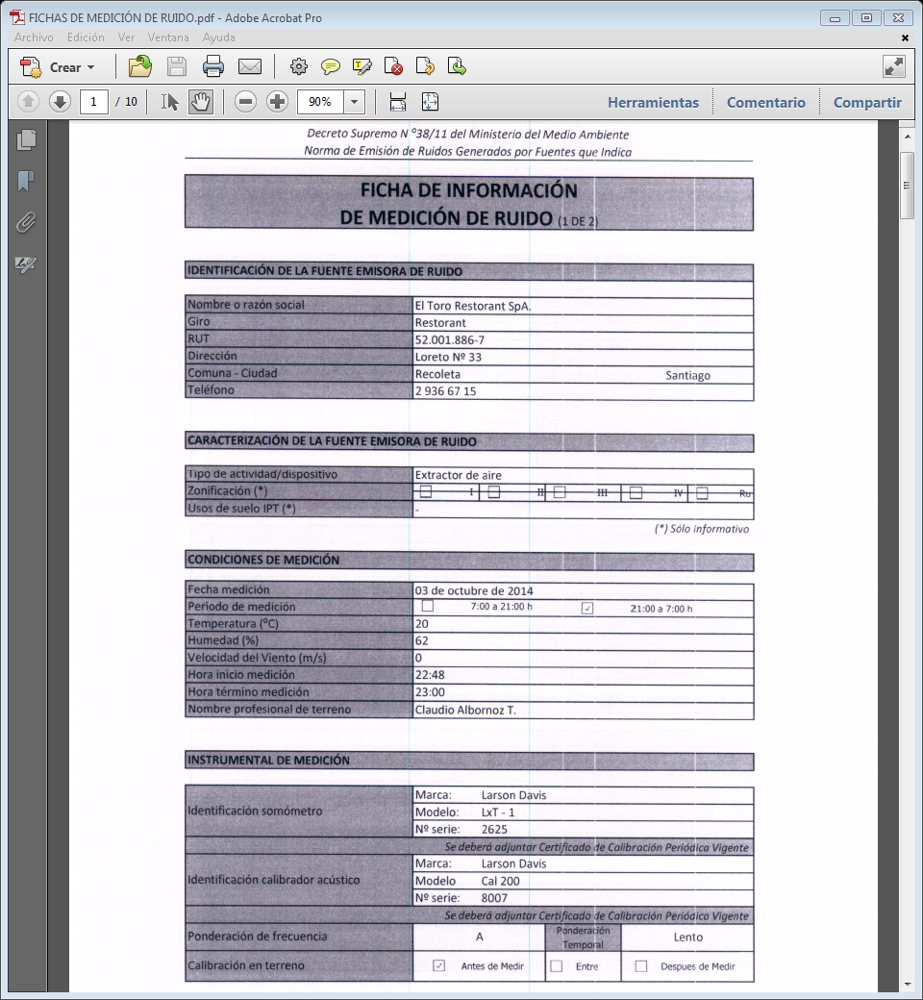 FICHAS DE MEDICIÓN DE RUIDO.pdf - Adobe Acrobat Pro
Archivo Edición Ver Ventana Ayuda
Crear
1 / 10 90% Herramientas Comentario Compartir
Decreto Supremo N º38/11 del Ministerio del Medio Ambiente
Norma de Emisión de Ruidos Generados por Fuentes que Indica
FICHA DE INFORMACIÓN
DE MEDICIÓN DE RUIDO (1 DE 2)
IDENTIFICACIÓN DE LA FUENTE EMISORA DE RUIDO
Nombre o razón social El Toro Restorant SpA.
Giro Restorant
RUT 52.001.886-7
Dirección Loreto Nº 33
Comuna - Ciudad Recoleta Santiago
Teléfono 2 936 67 15
CARACTERIZACIÓN DE LA FUENTE EMISORA DE RUIDO
Tipo de actividad/dispositivo Extractor de aire
Zonificación (*) I II III IV Ru
Usos de suelo IPT (*) -
(*) Sólo informativo
CONDICIONES DE MEDICIÓN
Fecha medición 03 de octubre de 2014
Periodo de medición 7:00 a 21:00 h 21:00 a 7:00 h
Temperatura (ºC) 20
Humedad (%) 62
Velocidad del Viento (m/s) 0
Hora inicio medición 22:48
Hora término medición 23:00
Nombre profesional de terreno Claudio Albornoz T.
INSTRUMENTAL DE MEDICIÓN
Identificación somómetro
Marca: Larson Davis
Modelo: LxT - 1
Nº serie: 2625
Se deberá adjuntar Certificado de Calibración Periódica Vigente
Identificación calibrador acústico
Marca: Larson Davis
Modelo Cal 200
Nº serie: 8007
Se deberá adjuntar Certificado de Calibración Periódica Vigente
Ponderación de frecuencia A Ponderación Temporal Lento
Calibración en terreno Antes de Medir Entre Despues de Medir